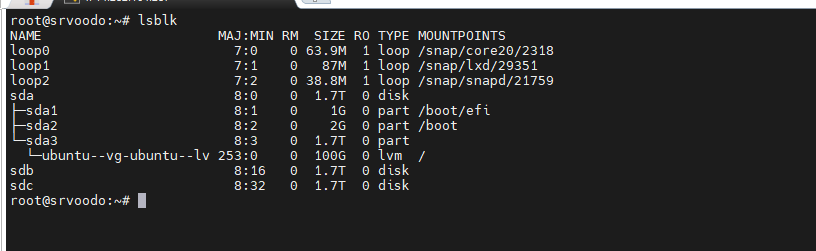 root@srvoodo:~# lsblk
NAME                      MAJ:MIN RM  SIZE RO TYPE MOUNTPOINTS
loop0                       7:0    0 63.9M  1 loop /snap/core20/2318
loop1                       7:1    0   87M  1 loop /snap/lxd/29351
loop2                       7:2    0 38.8M  1 loop /snap/snapd/21759
sda                         8:0    0  1.7T  0 disk
├─sda1                      8:1    0    1G  0 part /boot/efi
├─sda2                      8:2    0    2G  0 part /boot
└─sda3                      8:3    0  1.7T  0 part
  └─ubuntu--vg-ubuntu--lv 253:0    0  100G  0 lvm  /
sdb                         8:16   0  1.7T  0 disk
sdc                         8:32   0  1.7T  0 disk
root@srvoodo:~#